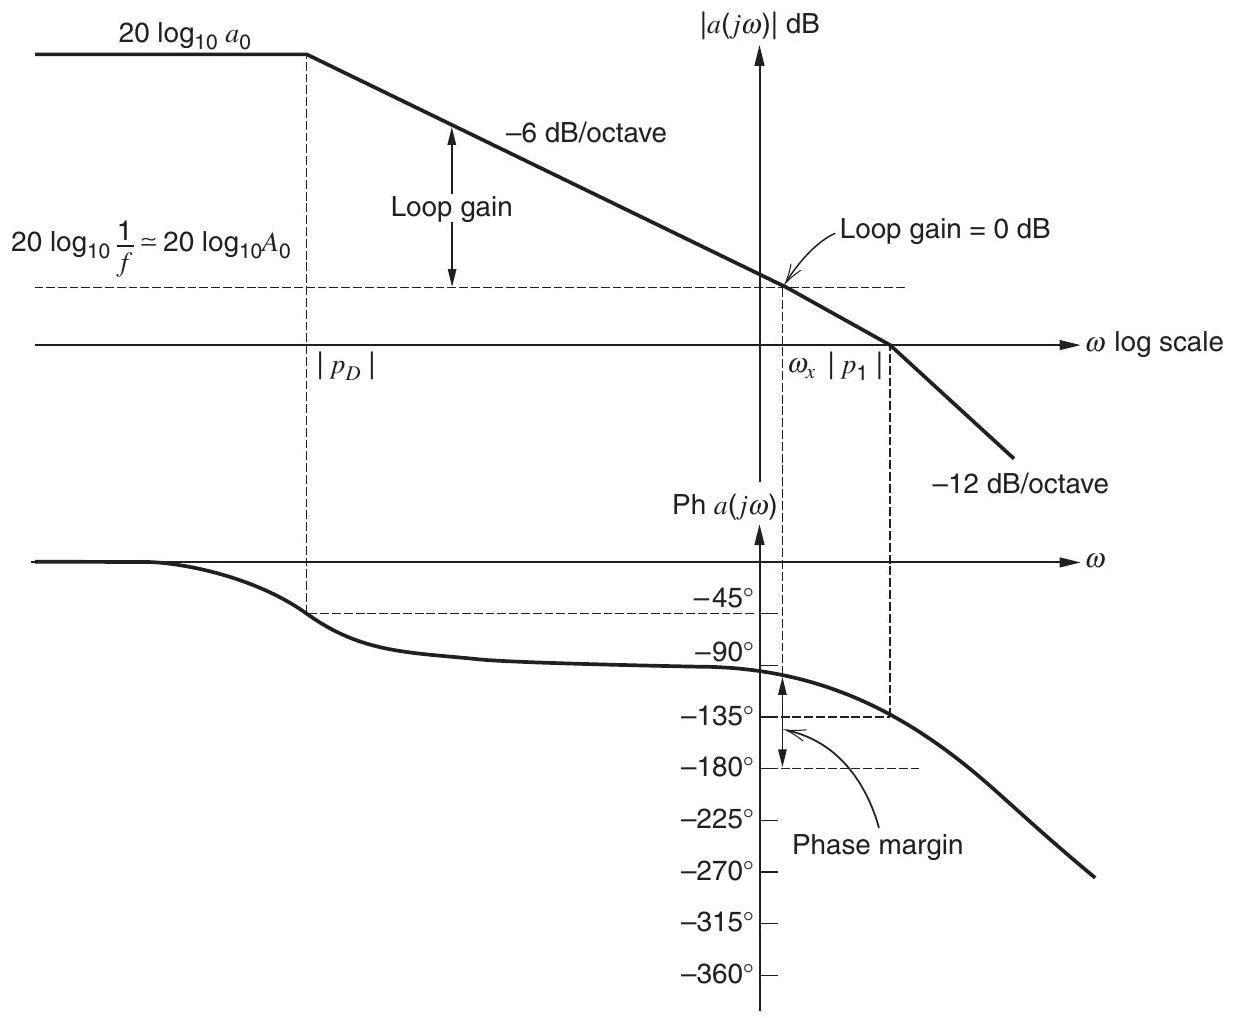 |a(jω)| dB
20 log₁₀ a₀
–6 dB/octave
Loop gain
Loop gain = 0 dB
20 log₁₀ 1/f ≃ 20 log₁₀A₀
ω log scale
| p_D |
ωₓ | p₁ |
–12 dB/octave
Ph a(jω)
ω
–45°
–90°
–135°
–180°
–225°
Phase margin
–270°
–315°
–360°